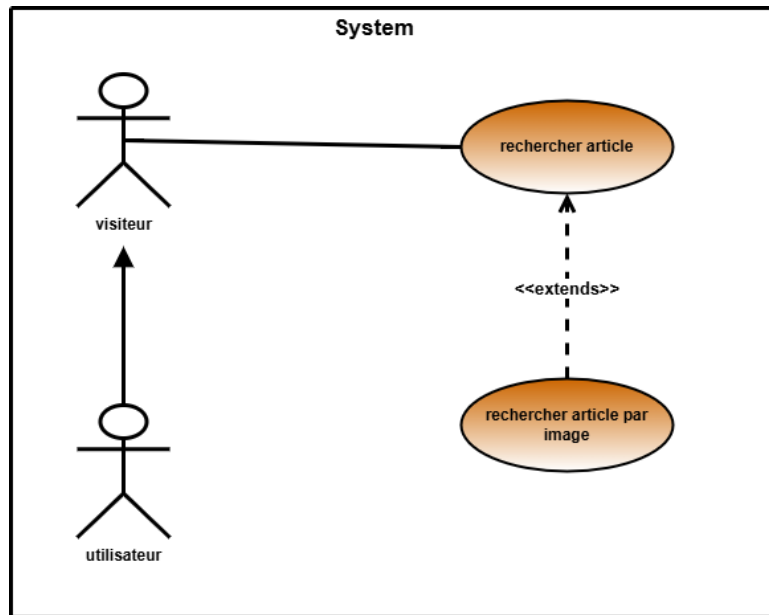 System
rechercher article
visiteur
<<extends>>
rechercher article par
image
utilisateur